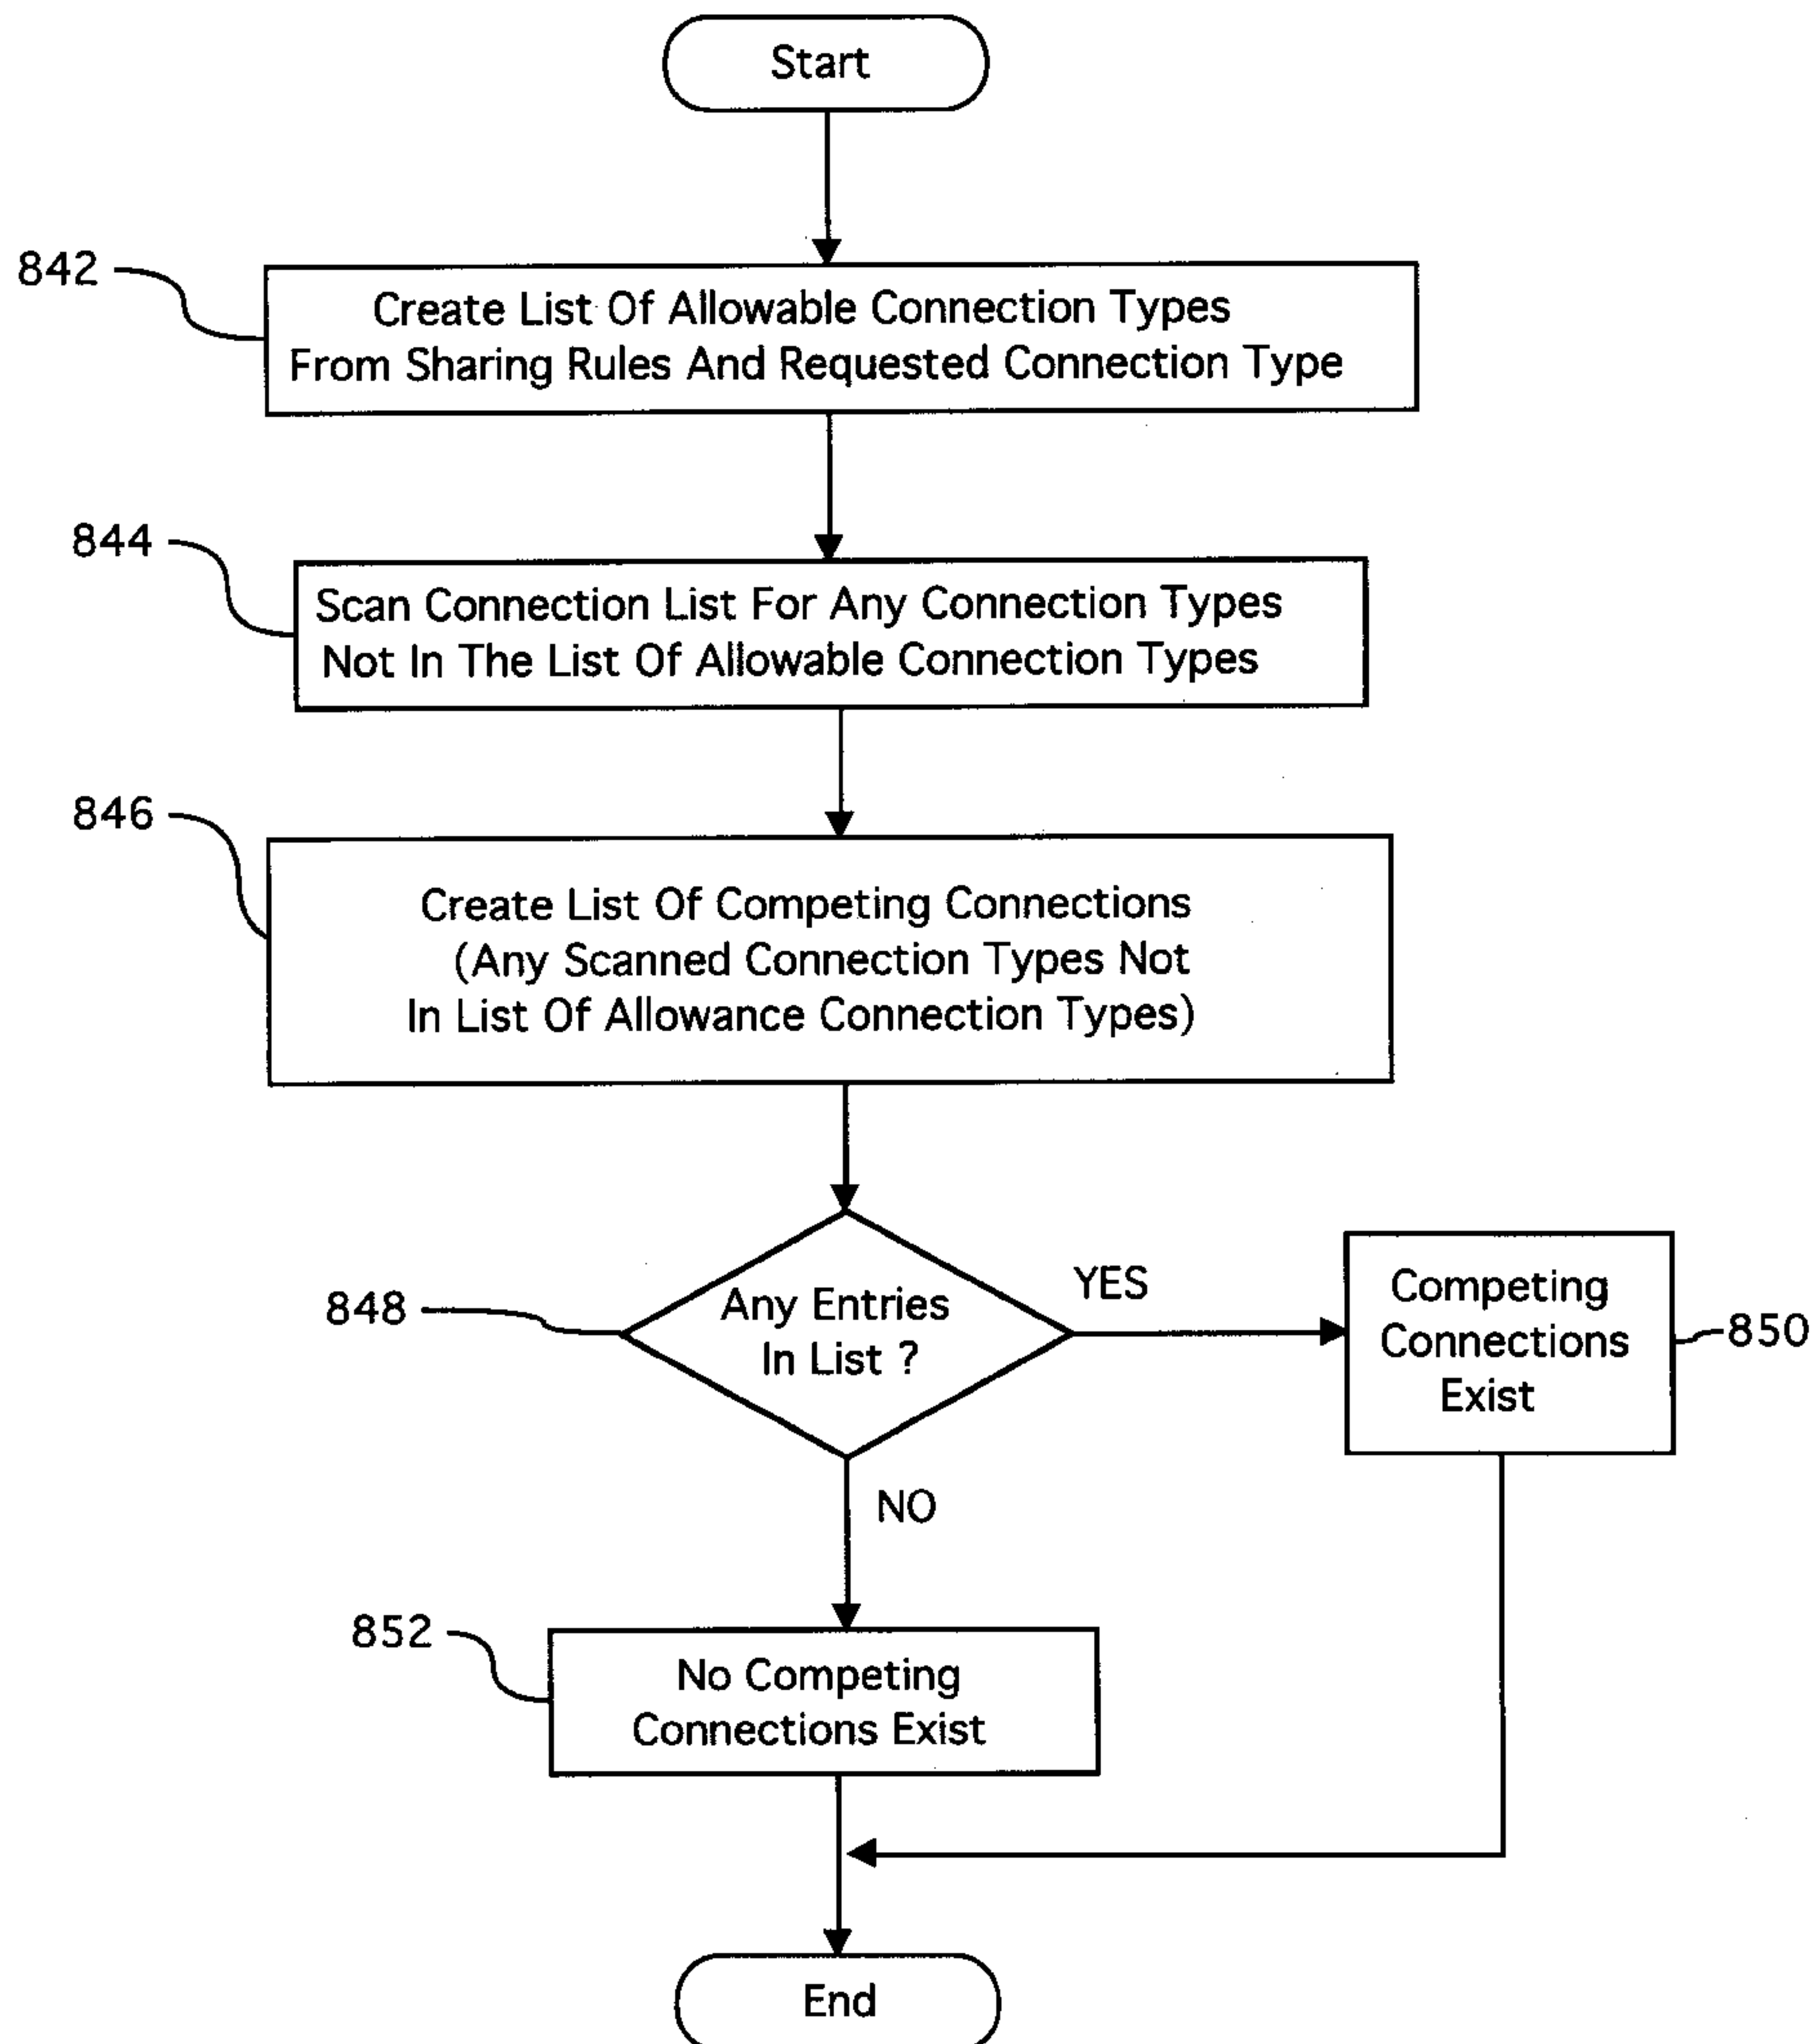 Start
842
Create List Of Allowable Connection Types
From Sharing Rules And Requested Connection Type
844
Scan Connection List For Any Connection Types
Not In The List Of Allowable Connection Types
846
Create List Of Competing Connections
(Any Scanned Connection Types Not
In List Of Allowance Connection Types)
848
Any Entries
In List ?
YES
Competing
Connections
Exist
850
NO
852
No Competing
Connections Exist
End